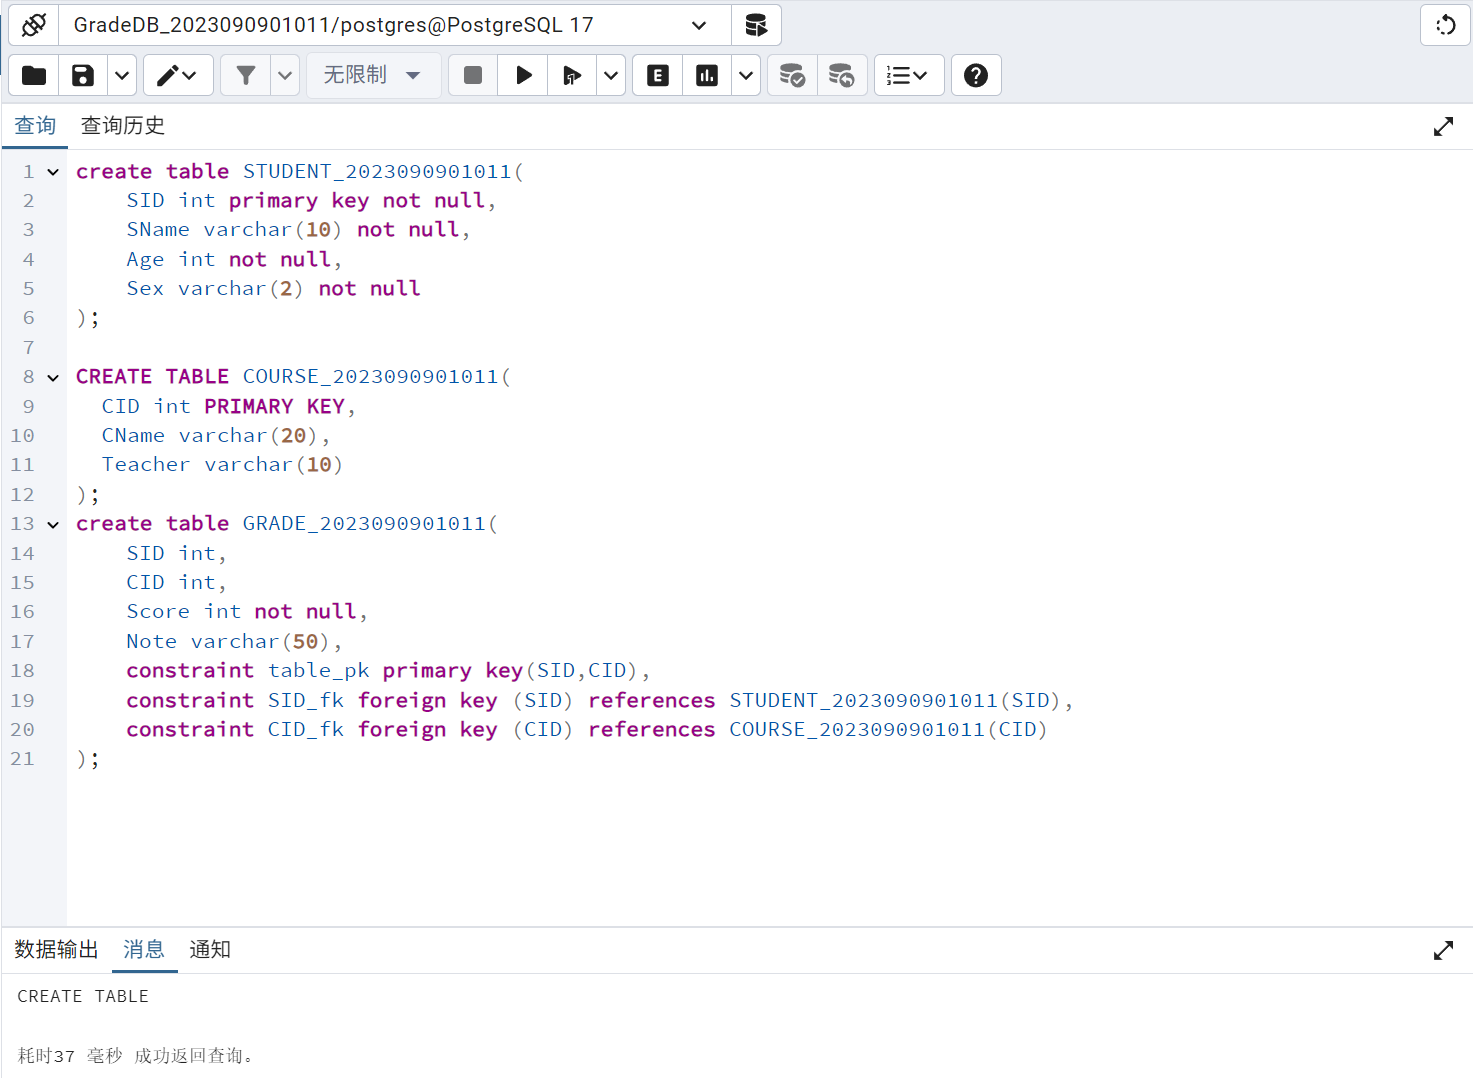 GradeDB_2023090901011/postgres@PostgreSQL 17
无限制
查询 查询历史
1 create table STUDENT_2023090901011(
2 SID int primary key not null,
3 SName varchar(10) not null,
4 Age int not null,
5 Sex varchar(2) not null
6 );
7
8 CREATE TABLE COURSE_2023090901011(
9 CID int PRIMARY KEY,
10 CName varchar(20),
11 Teacher varchar(10)
12 );
13 create table GRADE_2023090901011(
14 SID int,
15 CID int,
16 Score int not null,
17 Note varchar(50),
18 constraint table_pk primary key(SID,CID),
19 constraint SID_fk foreign key (SID) references STUDENT_2023090901011(SID),
20 constraint CID_fk foreign key (CID) references COURSE_2023090901011(CID)
21 );
数据输出 消息 通知
CREATE TABLE
耗时37 毫秒 成功返回查询。